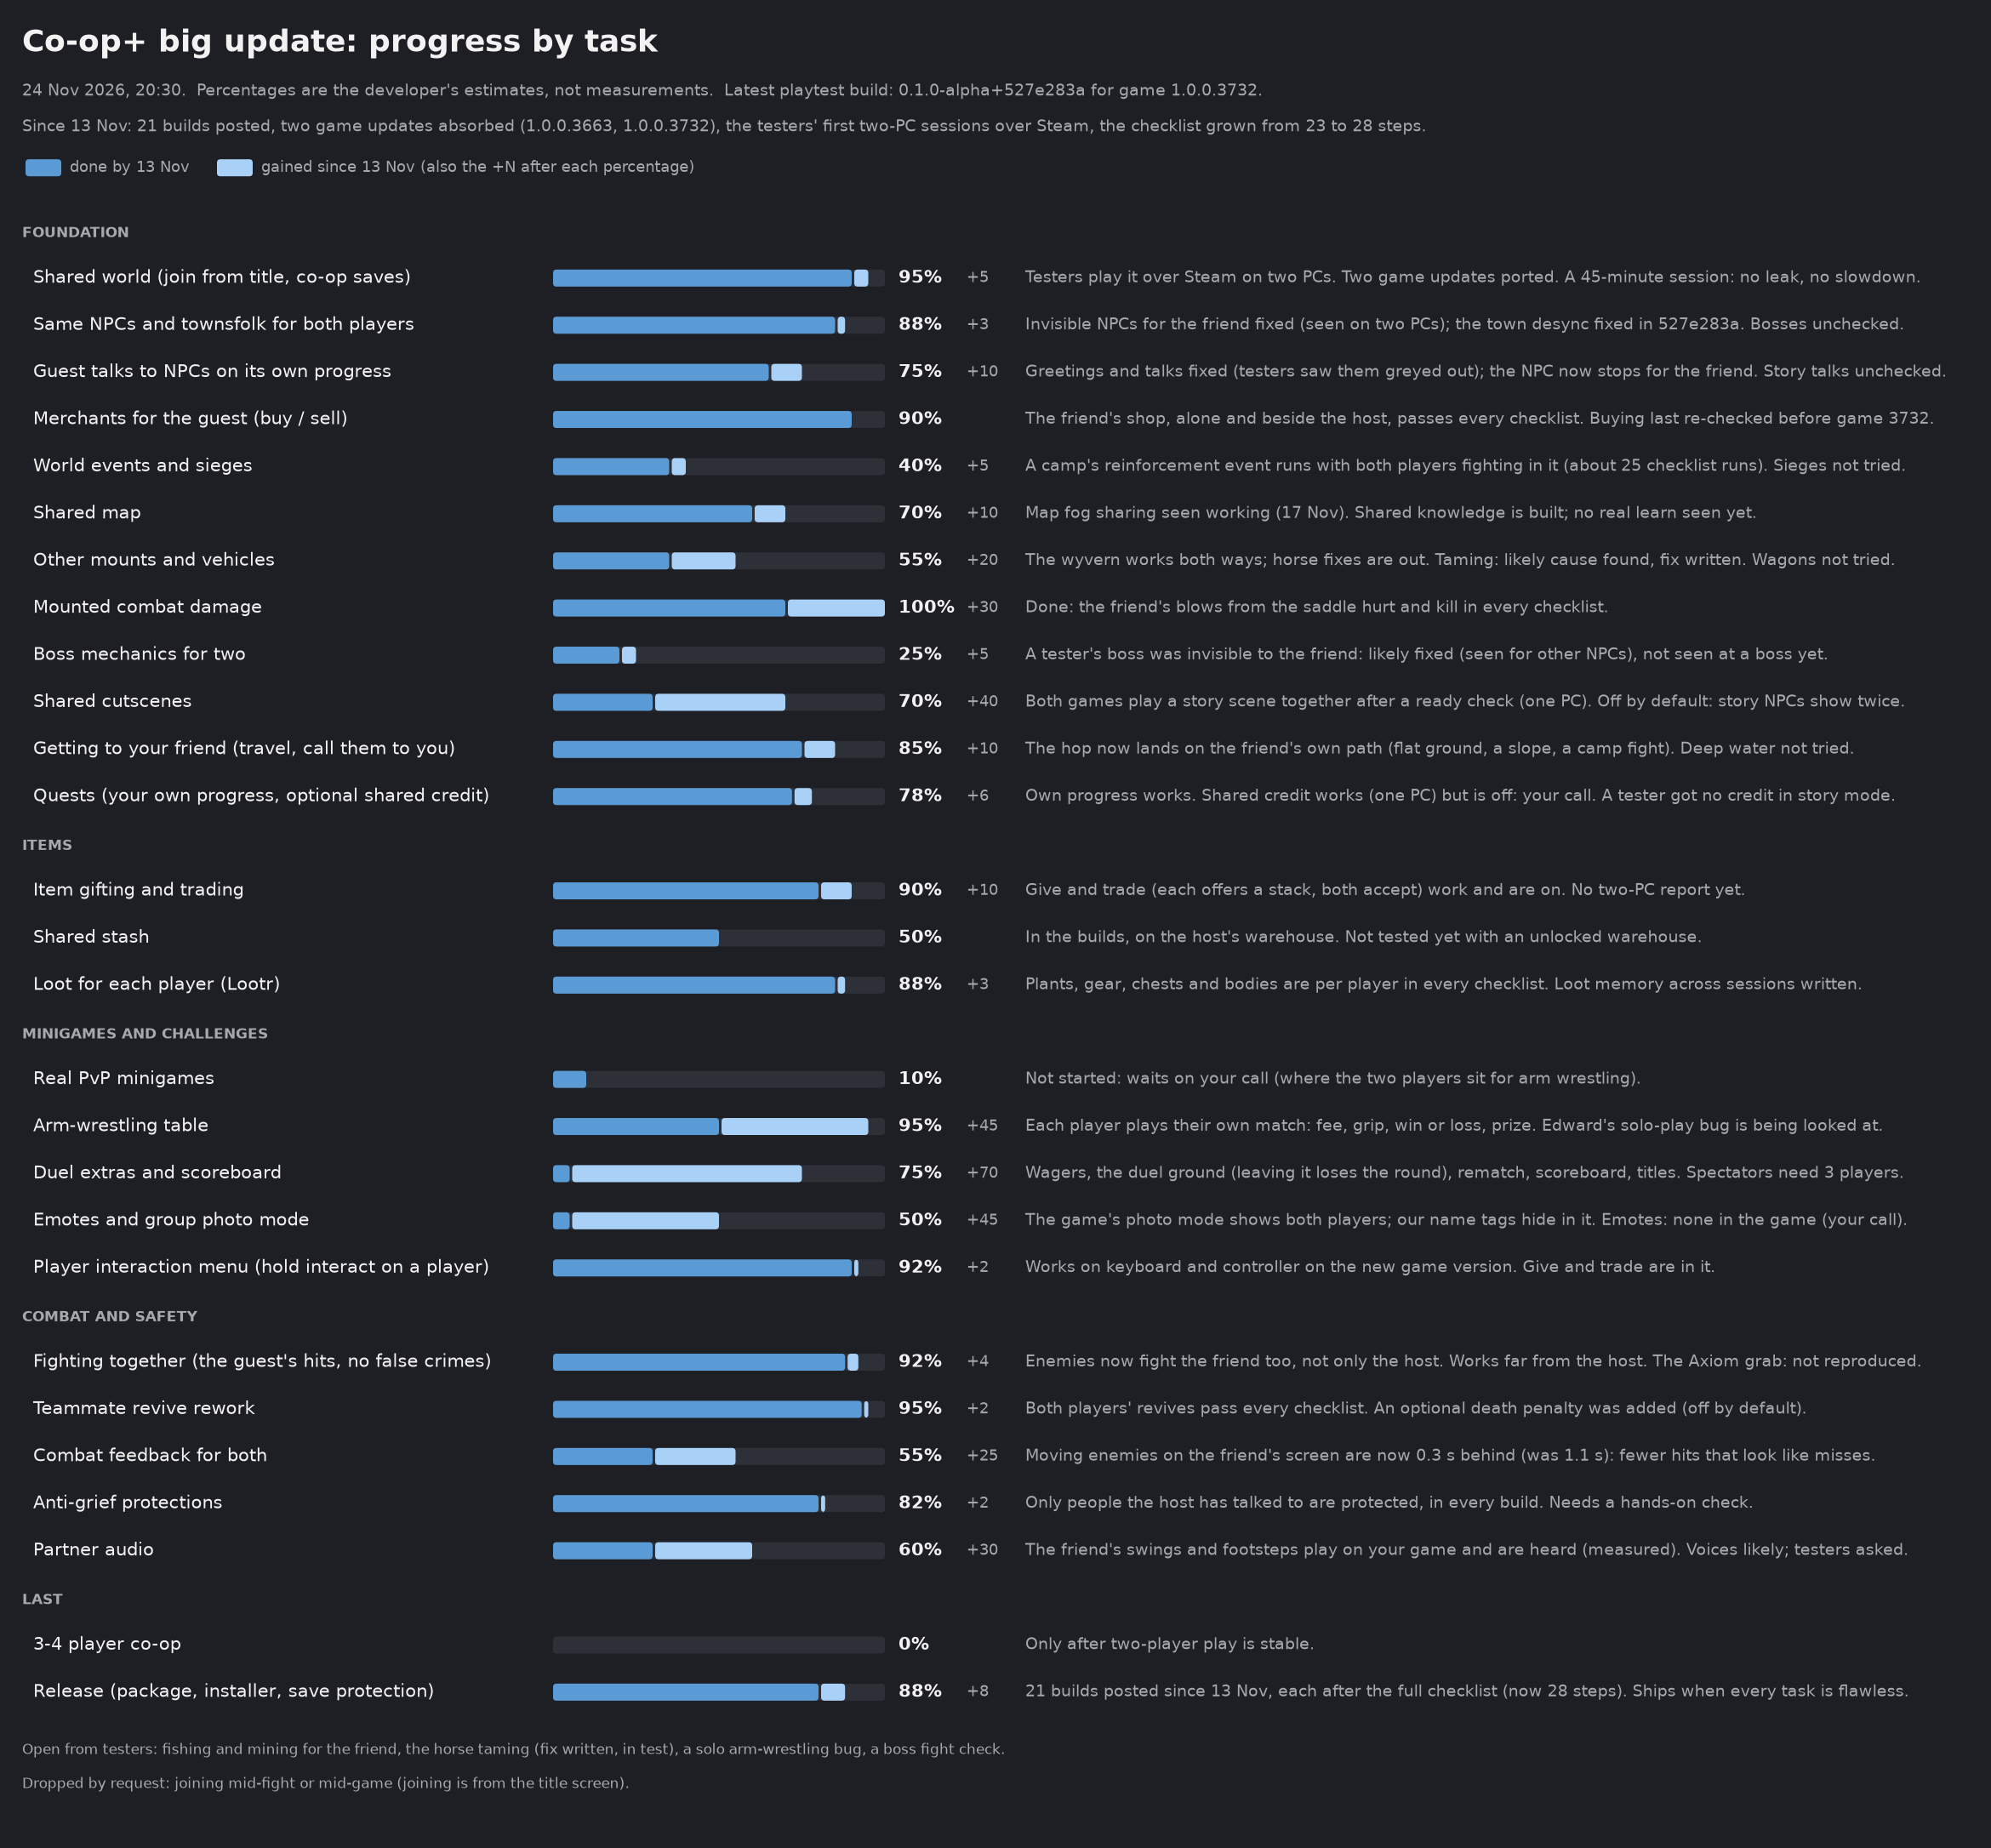 Co-op+ big update: progress by task
24 Nov 2026, 20:30.  Percentages are the developer's estimates, not measurements.  Latest playtest build: 0.1.0-alpha+527e283a for game 1.0.0.3732.
Since 13 Nov: 21 builds posted, two game updates absorbed (1.0.0.3663, 1.0.0.3732), the testers' first two-PC sessions over Steam, the checklist grown from 23 to 28 steps.
done by 13 Nov gained since 13 Nov (also the +N after each percentage)
FOUNDATION
Shared world (join from title, co-op saves) 95% +5 Testers play it over Steam on two PCs. Two game updates ported. A 45-minute session: no leak, no slowdown.
Same NPCs and townsfolk for both players 88% +3 Invisible NPCs for the friend fixed (seen on two PCs); the town desync fixed in 527e283a. Bosses unchecked.
Guest talks to NPCs on its own progress 75% +10 Greetings and talks fixed (testers saw them greyed out); the NPC now stops for the friend. Story talks unchecked.
Merchants for the guest (buy / sell) 90% The friend's shop, alone and beside the host, passes every checklist. Buying last re-checked before game 3732.
World events and sieges 40% +5 A camp's reinforcement event runs with both players fighting in it (about 25 checklist runs). Sieges not tried.
Shared map 70% +10 Map fog sharing seen working (17 Nov). Shared knowledge is built; no real learn seen yet.
Other mounts and vehicles 55% +20 The wyvern works both ways; horse fixes are out. Taming: likely cause found, fix written. Wagons not tried.
Mounted combat damage 100% +30 Done: the friend's blows from the saddle hurt and kill in every checklist.
Boss mechanics for two 25% +5 A tester's boss was invisible to the friend: likely fixed (seen for other NPCs), not seen at a boss yet.
Shared cutscenes 70% +40 Both games play a story scene together after a ready check (one PC). Off by default: story NPCs show twice.
Getting to your friend (travel, call them to you) 85% +10 The hop now lands on the friend's own path (flat ground, a slope, a camp fight). Deep water not tried.
Quests (your own progress, optional shared credit) 78% +6 Own progress works. Shared credit works (one PC) but is off: your call. A tester got no credit in story mode.
ITEMS
Item gifting and trading 90% +10 Give and trade (each offers a stack, both accept) work and are on. No two-PC report yet.
Shared stash 50% In the builds, on the host's warehouse. Not tested yet with an unlocked warehouse.
Loot for each player (Lootr) 88% +3 Plants, gear, chests and bodies are per player in every checklist. Loot memory across sessions written.
MINIGAMES AND CHALLENGES
Real PvP minigames 10% Not started: waits on your call (where the two players sit for arm wrestling).
Arm-wrestling table 95% +45 Each player plays their own match: fee, grip, win or loss, prize. Edward's solo-play bug is being looked at.
Duel extras and scoreboard 75% +70 Wagers, the duel ground (leaving it loses the round), rematch, scoreboard, titles. Spectators need 3 players.
Emotes and group photo mode 50% +45 The game's photo mode shows both players; our name tags hide in it. Emotes: none in the game (your call).
Player interaction menu (hold interact on a player) 92% +2 Works on keyboard and controller on the new game version. Give and trade are in it.
COMBAT AND SAFETY
Fighting together (the guest's hits, no false crimes) 92% +4 Enemies now fight the friend too, not only the host. Works far from the host. The Axiom grab: not reproduced.
Teammate revive rework 95% +2 Both players' revives pass every checklist. An optional death penalty was added (off by default).
Combat feedback for both 55% +25 Moving enemies on the friend's screen are now 0.3 s behind (was 1.1 s): fewer hits that look like misses.
Anti-grief protections 82% +2 Only people the host has talked to are protected, in every build. Needs a hands-on check.
Partner audio 60% +30 The friend's swings and footsteps play on your game and are heard (measured). Voices likely; testers asked.
LAST
3-4 player co-op 0% Only after two-player play is stable.
Release (package, installer, save protection) 88% +8 21 builds posted since 13 Nov, each after the full checklist (now 28 steps). Ships when every task is flawless.
Open from testers: fishing and mining for the friend, the horse taming (fix written, in test), a solo arm-wrestling bug, a boss fight check.
Dropped by request: joining mid-fight or mid-game (joining is from the title screen).